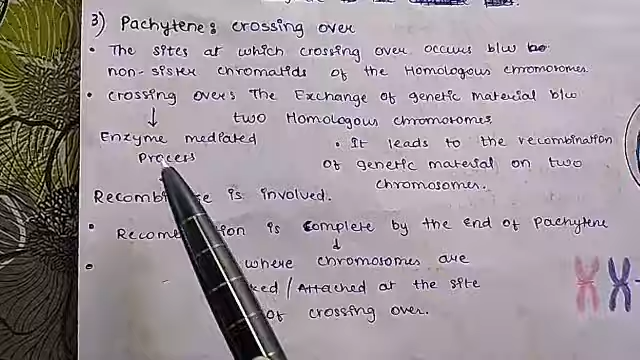 3) Pachytene: crossing over
• The sites at which crossing over occurs b/w
non-sister chromatids of the Homologous chromosomes.
• crossing over: The Exchange of genetic material b/w
two Homologous chromosomes
↓
Enzyme mediated
Process
• It leads to the recombination
of genetic material on two
chromosomes.
is involved.
• is complete by the End of pachytene
↓
• where chromosomes are
/ Attached at the site
of crossing over.